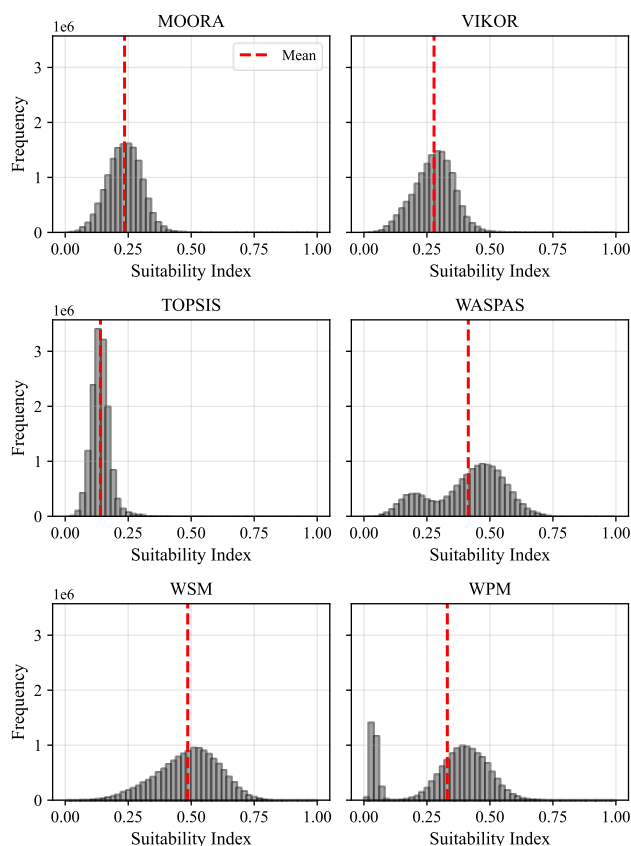 MOORA VIKOR
1e6
Mean
3
2
1
0
Frequency
0.00 0.25 0.50 0.75 1.00 0.00 0.25 0.50 0.75 1.00
Suitability Index Suitability Index
TOPSIS WASPAS
1e6
3
2
1
0
Frequency
0.00 0.25 0.50 0.75 1.00 0.00 0.25 0.50 0.75 1.00
Suitability Index Suitability Index
WSM WPM
1e6
3
2
1
0
Frequency
0.00 0.25 0.50 0.75 1.00 0.00 0.25 0.50 0.75 1.00
Suitability Index Suitability Index